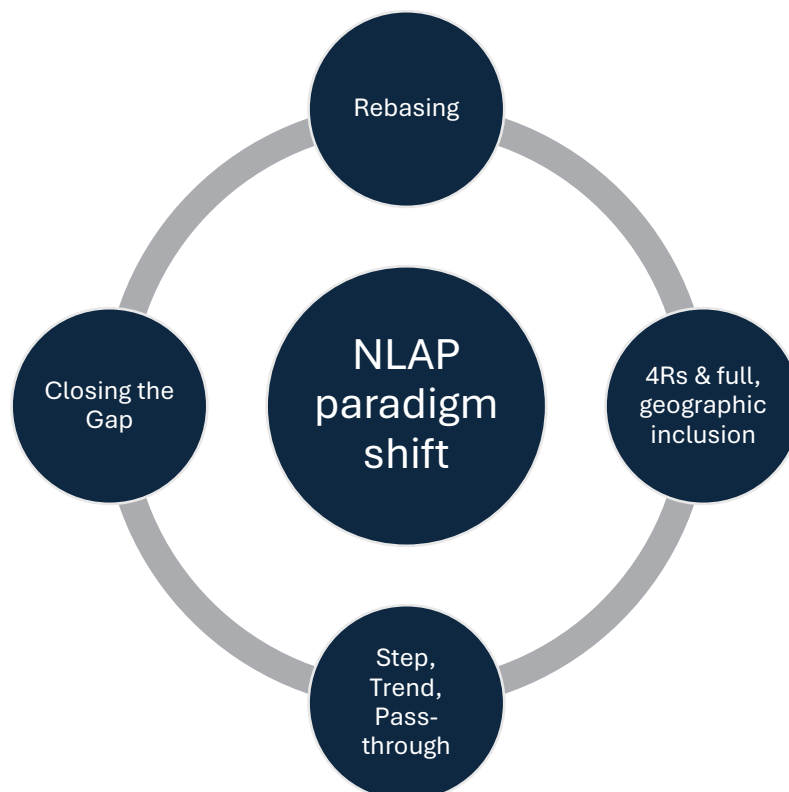 Rebasing
Closing the
Gap
NLAP
paradigm
shift
4Rs & full,
geographic
inclusion
Step,
Trend,
Pass-
through